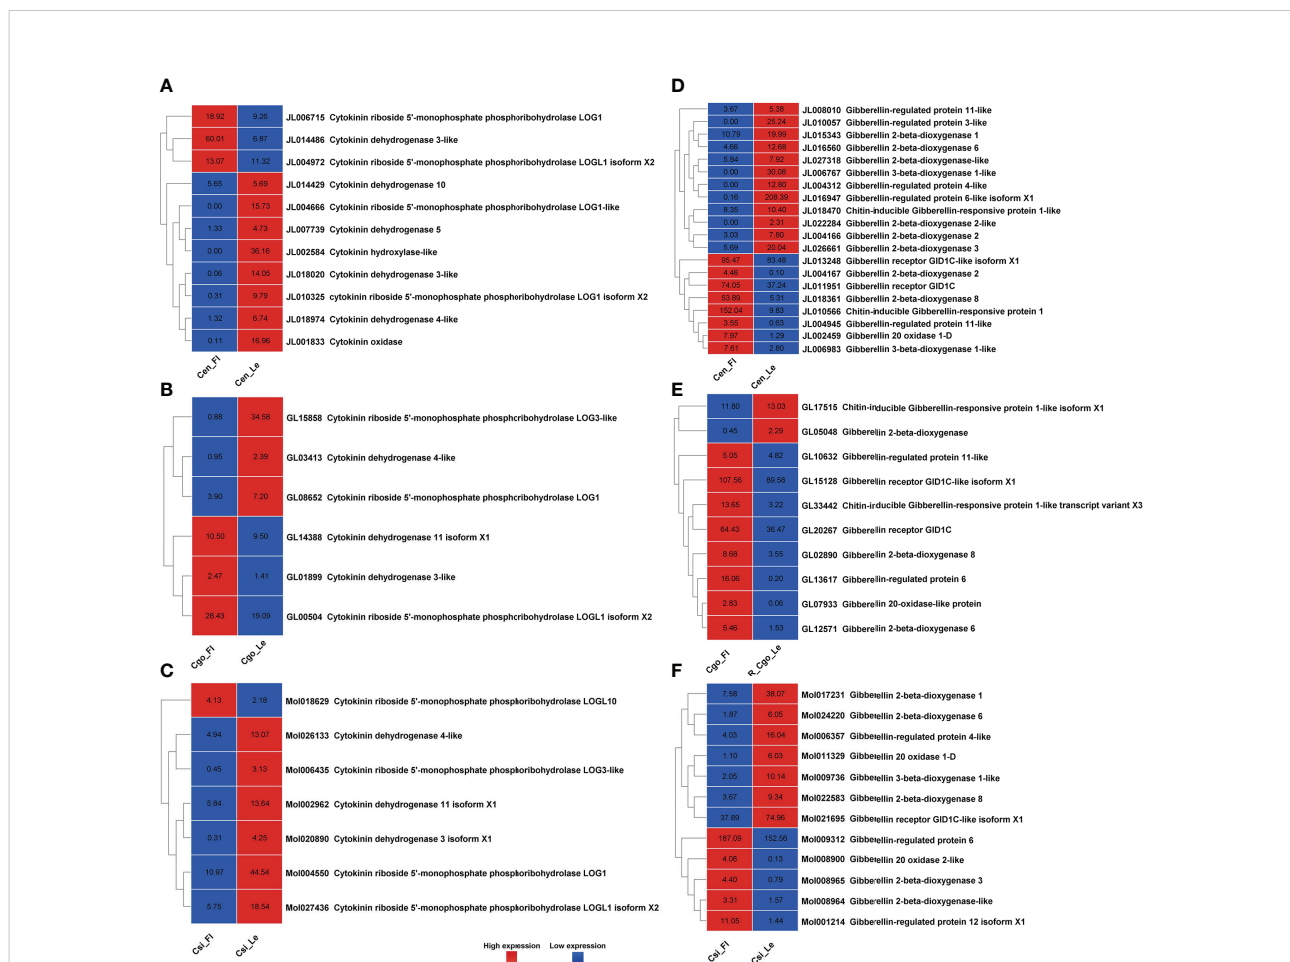 A
18.92 9.26 JL006715 Cytokinin riboside 5'-monophosphate phosphoribohydrolase LOG1
60.01 6.87 JL014486 Cytokinin dehydrogenase 3-like
13.07 11.32 JL004972 Cytokinin riboside 5'-monophosphate phosphoribohydrolase LOGL1 isoform X2
5.65 5.69 JL014429 Cytokinin dehydrogenase 10
0.00 15.73 JL004666 Cytokinin riboside 5'-monophosphate phosphoribohydrolase LOG1-like
1.33 4.73 JL007739 Cytokinin dehydrogenase 5
0.00 36.16 JL002584 Cytokinin hydroxylase-like
0.06 14.05 JL018020 Cytokinin dehydrogenase 3-like
0.31 9.79 JL010325 cytokinin riboside 5'-monophosphate phosphoribohydrolase LOG1 isoform X2
1.32 6.74 JL018974 Cytokinin dehydrogenase 4-like
0.11 16.96 JL001833 Cytokinin oxidase
Cen_Fl Cen_Le
B
0.88 34.58 GL15858 Cytokinin riboside 5'-monophosphate phosphoribohydrolase LOG3-like
0.95 2.39 GL03413 Cytokinin dehydrogenase 4-like
3.90 7.20 GL08652 Cytokinin riboside 5'-monophosphate phosphoribohydrolase LOG1
10.50 9.50 GL14388 Cytokinin dehydrogenase 11 isoform X1
2.47 1.41 GL01899 Cytokinin dehydrogenase 3-like
28.43 19.09 GL00504 Cytokinin riboside 5'-monophosphate phosphoribohydrolase LOGL1 isoform X2
Cgo_Fl Cgo_Le
C
4.13 2.18 Mol018629 Cytokinin riboside 5'-monophosphate phosphoribohydrolase LOGL10
4.94 13.07 Mol026133 Cytokinin dehydrogenase 4-like
0.45 3.13 Mol006435 Cytokinin riboside 5'-monophosphate phosphoribohydrolase LOG3-like
5.84 13.64 Mol002962 Cytokinin dehydrogenase 11 isoform X1
0.31 4.25 Mol020890 Cytokinin dehydrogenase 3 isoform X1
10.97 44.54 Mol004550 Cytokinin riboside 5'-monophosphate phosphoribohydrolase LOG1
5.75 18.54 Mol027436 Cytokinin riboside 5'-monophosphate phosphoribohydrolase LOGL1 isoform X2
Csi_Fl Csi_Le
D
3.67 5.38 JL008010 Gibberellin-regulated protein 11-like
0.00 25.24 JL010057 Gibberellin-regulated protein 3-like
10.79 19.99 JL015343 Gibberellin 2-beta-dioxygenase 1
4.66 12.68 JL016560 Gibberellin 2-beta-dioxygenase 6
5.84 7.92 JL027318 Gibberellin 2-beta-dioxygenase-like
0.00 30.08 JL006767 Gibberellin 3-beta-dioxygenase 1-like
0.00 12.80 JL004312 Gibberellin-regulated protein 4-like
0.16 208.39 JL016947 Gibberellin-regulated protein 6-like isoform X1
8.35 10.40 JL018470 Chitin-inducible Gibberellin-responsive protein 1-like
0.00 2.31 JL022284 Gibberellin 2-beta-dioxygenase 2-like
3.03 7.80 JL004166 Gibberellin 2-beta-dioxygenase 2
5.69 20.04 JL026661 Gibberellin 2-beta-dioxygenase 3
95.47 83.48 JL013248 Gibberellin receptor GID1C-like isoform X1
4.46 0.10 JL004167 Gibberellin 2-beta-dioxygenase 2
74.05 37.24 JL011951 Gibberellin receptor GID1C
53.89 5.31 JL018361 Gibberellin 2-beta-dioxygenase 8
152.04 9.83 JL010566 Chitin-inducible Gibberellin-responsive protein 1
3.55 0.63 JL004945 Gibberellin-regulated protein 11-like
7.97 1.29 JL002459 Gibberellin 20 oxidase 1-D
7.61 2.80 JL006983 Gibberellin 3-beta-dioxygenase 1-like
Cen_Fl Cen_Le
E
11.80 13.03 GL17515 Chitin-inducible Gibberellin-responsive protein 1-like isoform X1
0.45 2.29 GL05048 Gibberellin 2-beta-dioxygenase
5.05 4.82 GL10632 Gibberellin-regulated protein 11-like
107.56 89.58 GL15128 Gibberellin receptor GID1C-like isoform X1
13.65 3.22 GL33442 Chitin-inducible Gibberellin-responsive protein 1-like transcript variant X3
64.43 36.47 GL20267 Gibberellin receptor GID1C
8.68 3.55 GL02890 Gibberellin 2-beta-dioxygenase 8
16.06 0.20 GL13617 Gibberellin-regulated protein 6
2.83 0.06 GL07933 Gibberellin 20-oxidase-like protein
5.46 1.53 GL12571 Gibberellin 2-beta-dioxygenase 6
Cgo_Fl R_Cgo_Le
F
7.58 38.07 Mol017231 Gibberellin 2-beta-dioxygenase 1
1.87 6.05 Mol024220 Gibberellin 2-beta-dioxygenase 6
4.03 16.04 Mol006357 Gibberellin-regulated protein 4-like
1.10 6.03 Mol011329 Gibberellin 20 oxidase 1-D
2.05 10.14 Mol009736 Gibberellin 3-beta-dioxygenase 1-like
3.67 9.34 Mol022583 Gibberellin 2-beta-dioxygenase 8
37.89 74.96 Mol021695 Gibberellin receptor GID1C-like isoform X1
187.09 152.56 Mol009312 Gibberellin-regulated protein 6
4.08 0.13 Mol008900 Gibberellin 20 oxidase 2-like
4.40 0.79 Mol008965 Gibberellin 2-beta-dioxygenase 3
3.31 1.57 Mol008964 Gibberellin 2-beta-dioxygenase-like
11.05 1.44 Mol001214 Gibberellin-regulated protein 12 isoform X1
Csi_Fl Csi_Le
High expression Low expression